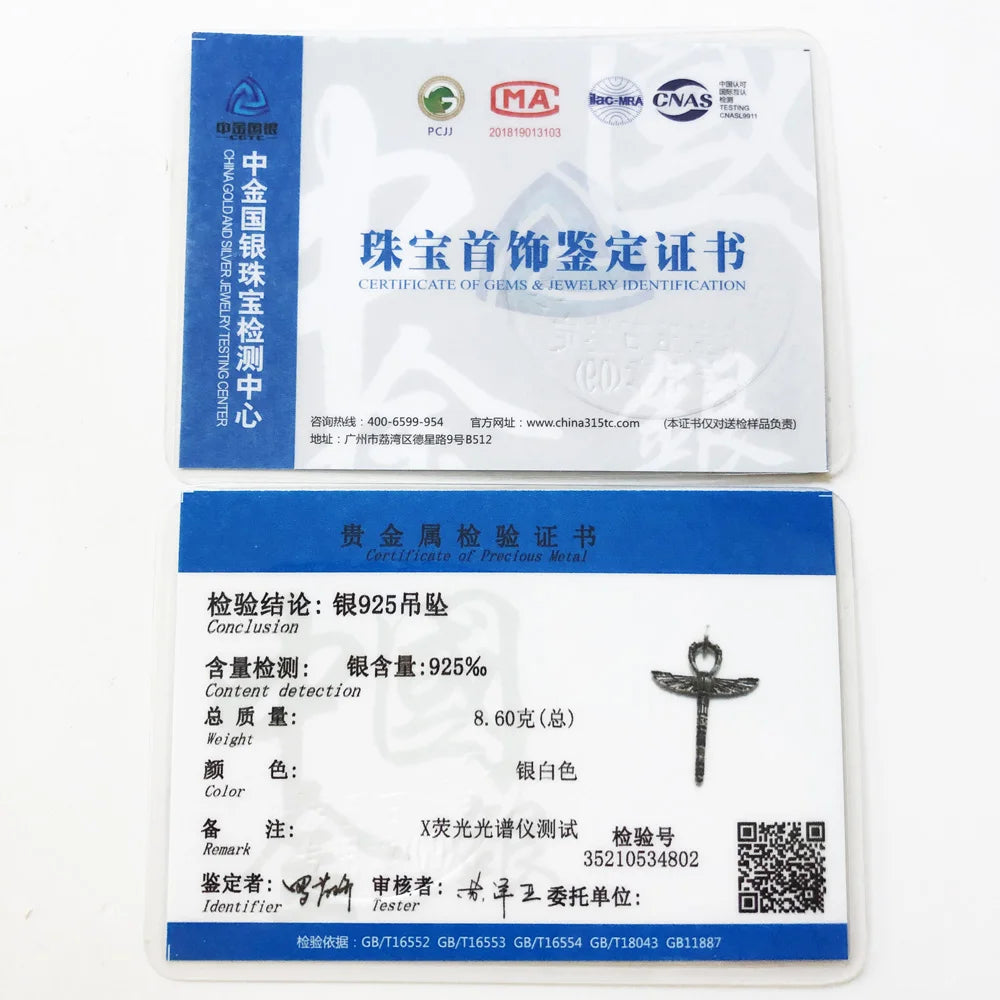 中金国银
CGTC
中金国银珠宝检测中心
CHINA GOLD AND SILVER JEWELRY TESTING CENTER
PCJJ
MA
201819013103
ilac-MRA
CNAS
中国认可
国际互认
检测
TESTING
CNASL9911
珠宝首饰鉴定证书
CERTIFICATE OF GEMS & JEWELRY IDENTIFICATION
咨询热线：400-6599-954 官方网址：www.china315tc.com (本证书仅对送检样品负责)
地址：广州市荔湾区德星路9号B512
贵金属检验证书
Certificate of Precious Metal
检验结论: 银925吊坠
Conclusion
含量检测: 银含量:925‰
Content detection
总质量: 8.60克(总)
Weight
颜 色: 银白色
Color
备 注: X荧光光谱仪测试
Remark
检验号
35210534802
鉴定者: 审核者: 委托单位:
Identifier Tester
检验依据：GB/T16552 GB/T16553 GB/T16554 GB/T18043 GB11887